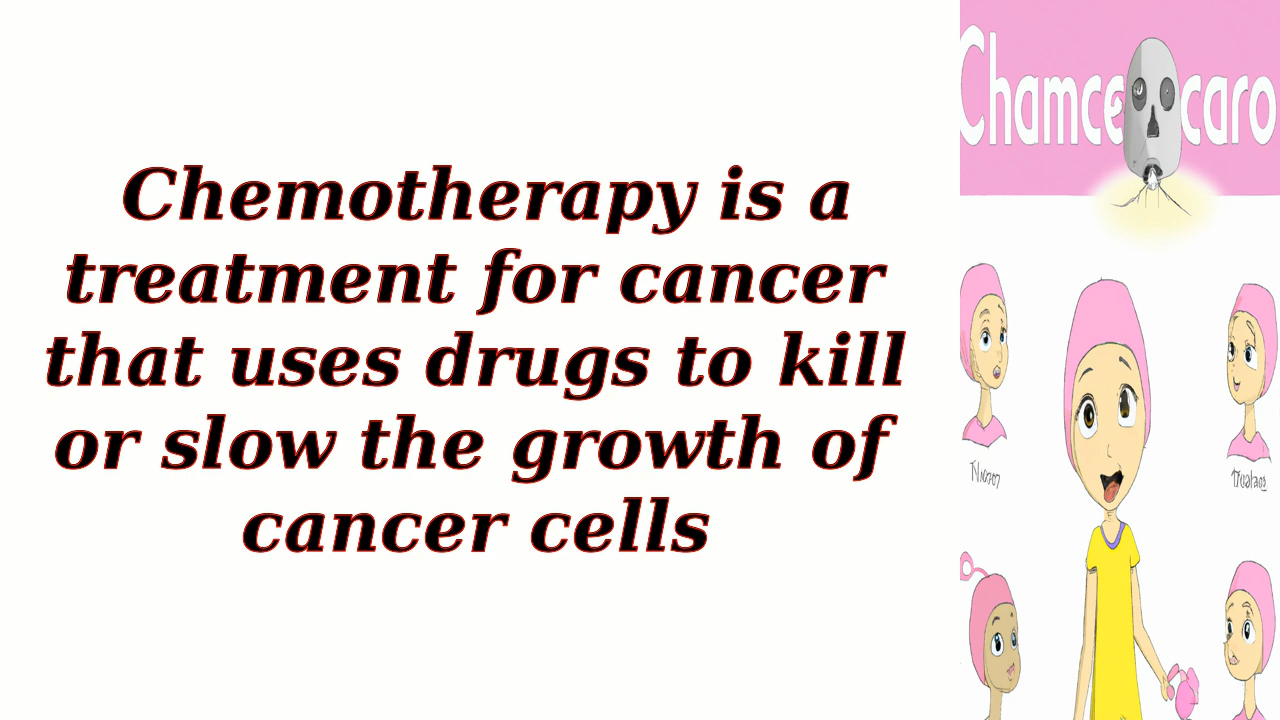 Chemotherapy is a
treatment for cancer
that uses drugs to kill
or slow the growth of
cancer cells
Chamce caro